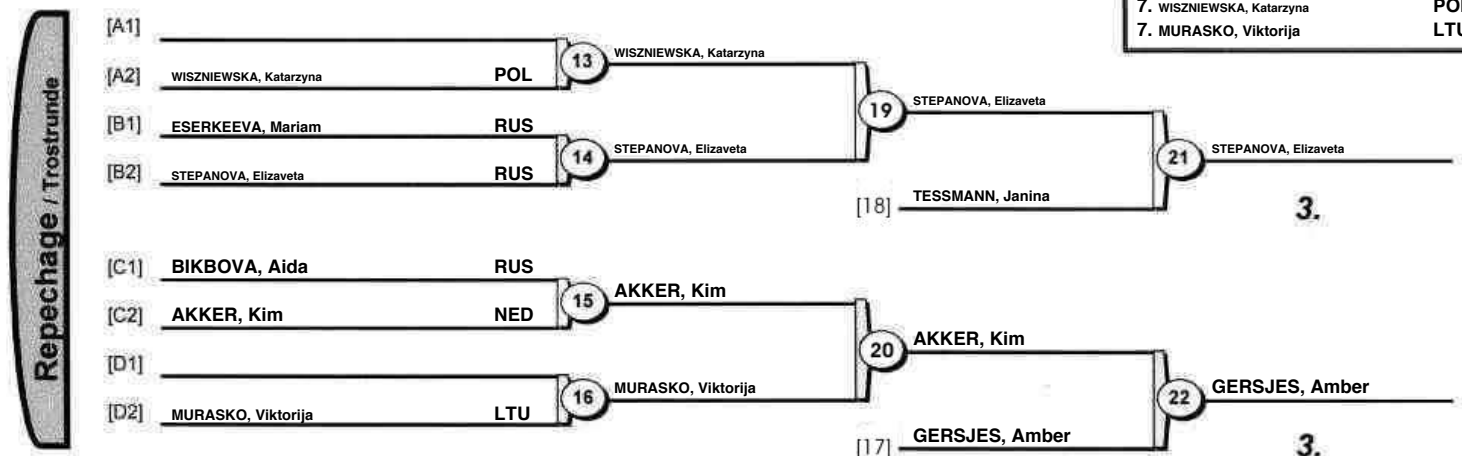 7. WISZNIEWSKA, Katarzyna POL
7. MURASKO, Viktorija LTU
Repechage / Trostrunde
[A1]
[A2] WISZNIEWSKA, Katarzyna POL
13 WISZNIEWSKA, Katarzyna
[B1] ESERKEEVA, Mariam RUS
[B2] STEPANOVA, Elizaveta RUS
14 STEPANOVA, Elizaveta
19 STEPANOVA, Elizaveta
[18] TESSMANN, Janina
21 STEPANOVA, Elizaveta
3.
[C1] BIKBOVA, Aida RUS
[C2] AKKER, Kim NED
15 AKKER, Kim
[D1]
[D2] MURASKO, Viktorija LTU
16 MURASKO, Viktorija
20 AKKER, Kim
[17] GERSJES, Amber
22 GERSJES, Amber
3.